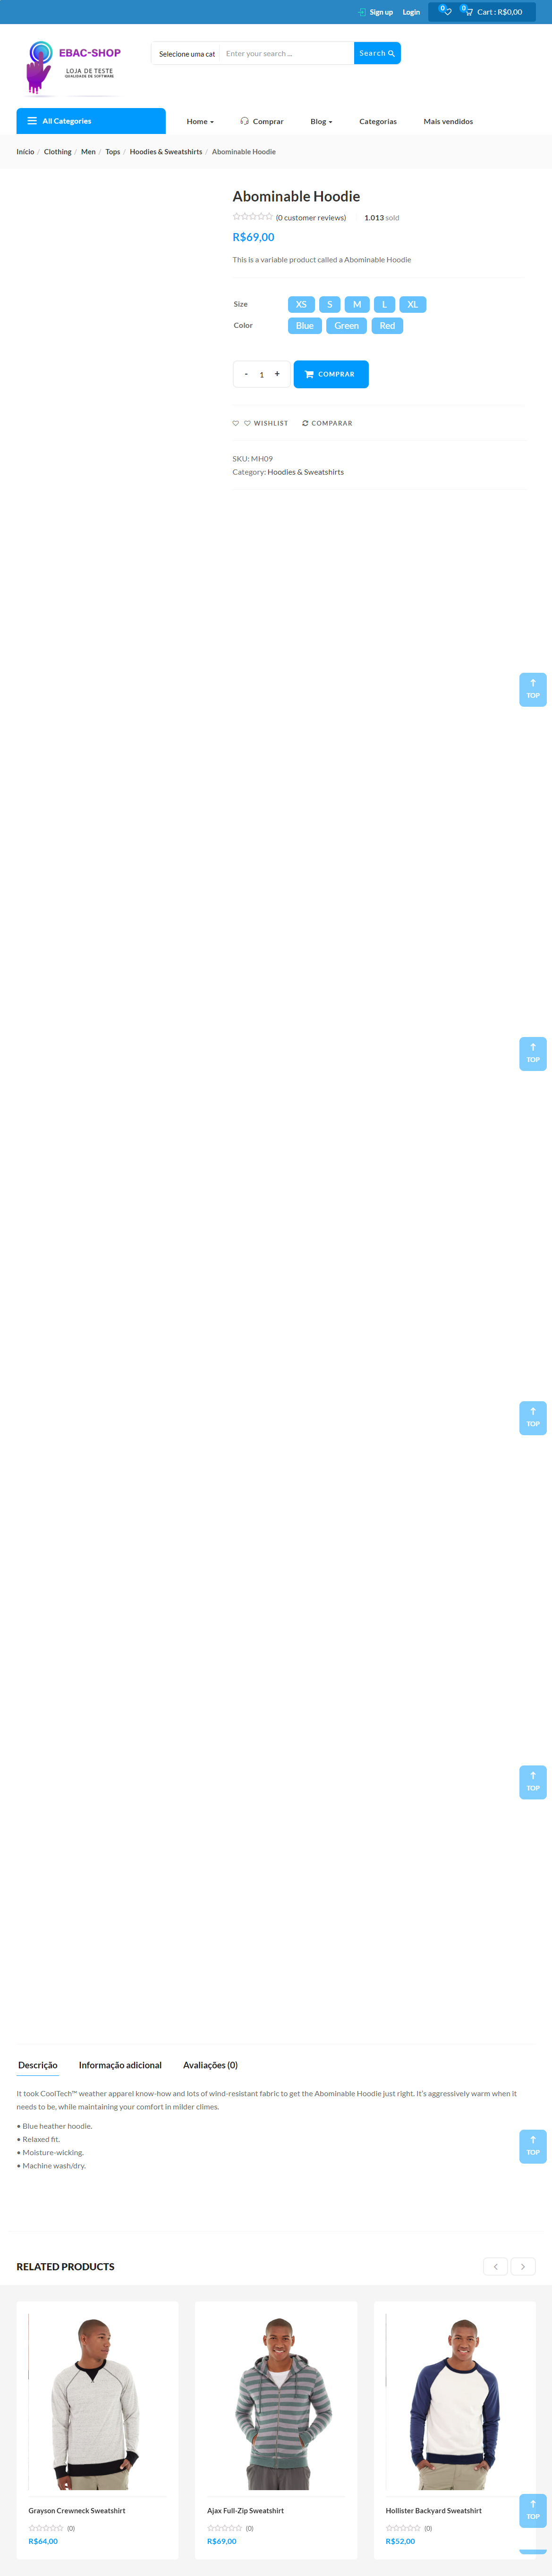 Sign up Login 0 0 Cart : R$0,00
EBAC-SHOP
LOJA DE TESTE
QUALIDADE DE SOFTWARE
Selecione uma cat Enter your search ... Search
All Categories Home Comprar Blog Categorias Mais vendidos
Início / Clothing / Men / Tops / Hoodies & Sweatshirts / Abominable Hoodie
Abominable Hoodie
(0 customer reviews) 1.013 sold
R$69,00
This is a variable product called a Abominable Hoodie
Size XS S M L XL
Color Blue Green Red
- 1 + COMPRAR
WISHLIST COMPARAR
SKU: MH09
Category: Hoodies & Sweatshirts
TOP
TOP
TOP
TOP
Descrição Informação adicional Avaliações (0)
It took CoolTech™ weather apparel know-how and lots of wind-resistant fabric to get the Abominable Hoodie just right. It's aggressively warm when it
needs to be, while maintaining your comfort in milder climes.
• Blue heather hoodie.
• Relaxed fit.
• Moisture-wicking.
• Machine wash/dry.
TOP
RELATED PRODUCTS
Grayson Crewneck Sweatshirt
(0)
R$64,00
Ajax Full-Zip Sweatshirt
(0)
R$69,00
Hollister Backyard Sweatshirt
(0)
R$52,00
TOP